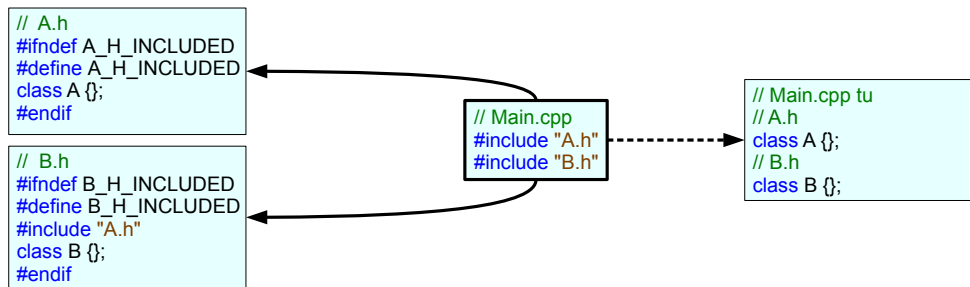 //  A.h
#ifndef A_H_INCLUDED
#define A_H_INCLUDED
class A {};
#endif
//  B.h
#ifndef B_H_INCLUDED
#define B_H_INCLUDED
#include "A.h"
class B {};
#endif
// Main.cpp
#include "A.h"
#include "B.h"
// Main.cpp tu
// A.h
class A {};
// B.h
class B {};